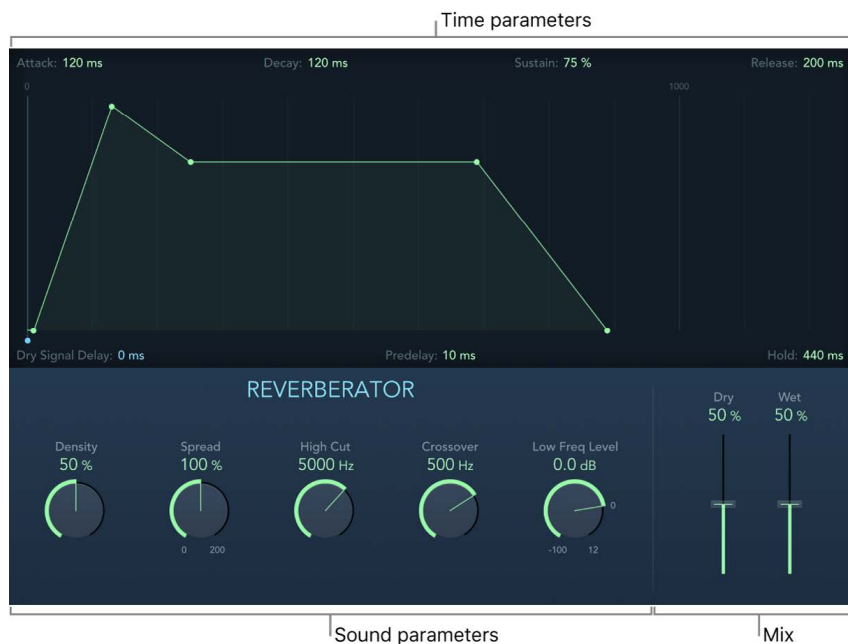 Time parameters
Attack: 120 ms Decay: 120 ms Sustain: 75 % Release: 200 ms
0 1000
Dry Signal Delay: 0 ms Predelay: 10 ms Hold: 440 ms
REVERBERATOR
Dry Wet
50 % 50 %
Density Spread High Cut Crossover Low Freq Level
50 % 100 % 5000 Hz 500 Hz 0.0 dB
0
0 200 -100 12
Sound parameters Mix